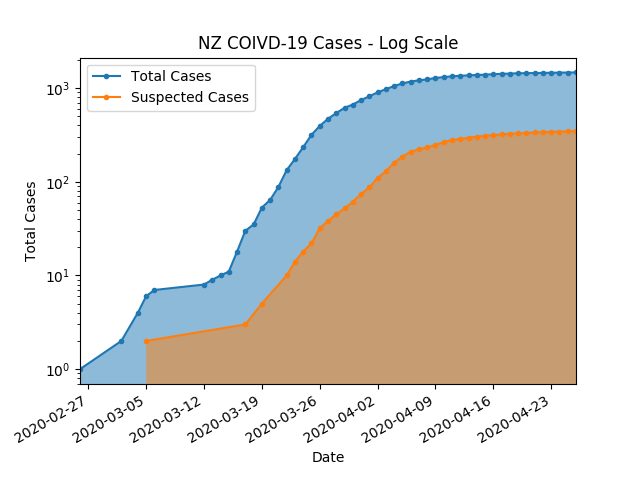 NZ COIVD-19 Cases - Log Scale
Total Cases
Suspected Cases
Total Cases
10³
10²
10¹
10⁰
2020-02-27
2020-03-05
2020-03-12
2020-03-19
2020-03-26
2020-04-02
2020-04-09
2020-04-16
2020-04-23
Date